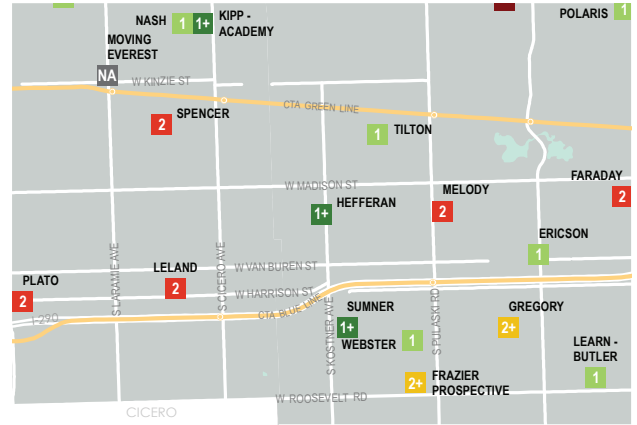 NASH 1 1+ KIPP -
ACADEMY
POLARIS 1
MOVING
EVEREST
NA
W KINZIE ST
CTA GREEN LINE
2 SPENCER
1 TILTON
W MADISON ST
FARADAY
2
MELODY
2
1+ HEFFERAN
ERICSON
1
S LARAMIE AVE
S CICERO AVE
W VAN BUREN ST
LELAND
2
PLATO
2
W HARRISON ST
I-290
CTA BLUE LINE
S KOSTNER AVE
S PULASKI RD
SUMNER
1+
WEBSTER 1
GREGORY
2+
LEARN -
BUTLER
1
2+ FRAZIER
PROSPECTIVE
W ROOSEVELT RD
CICERO